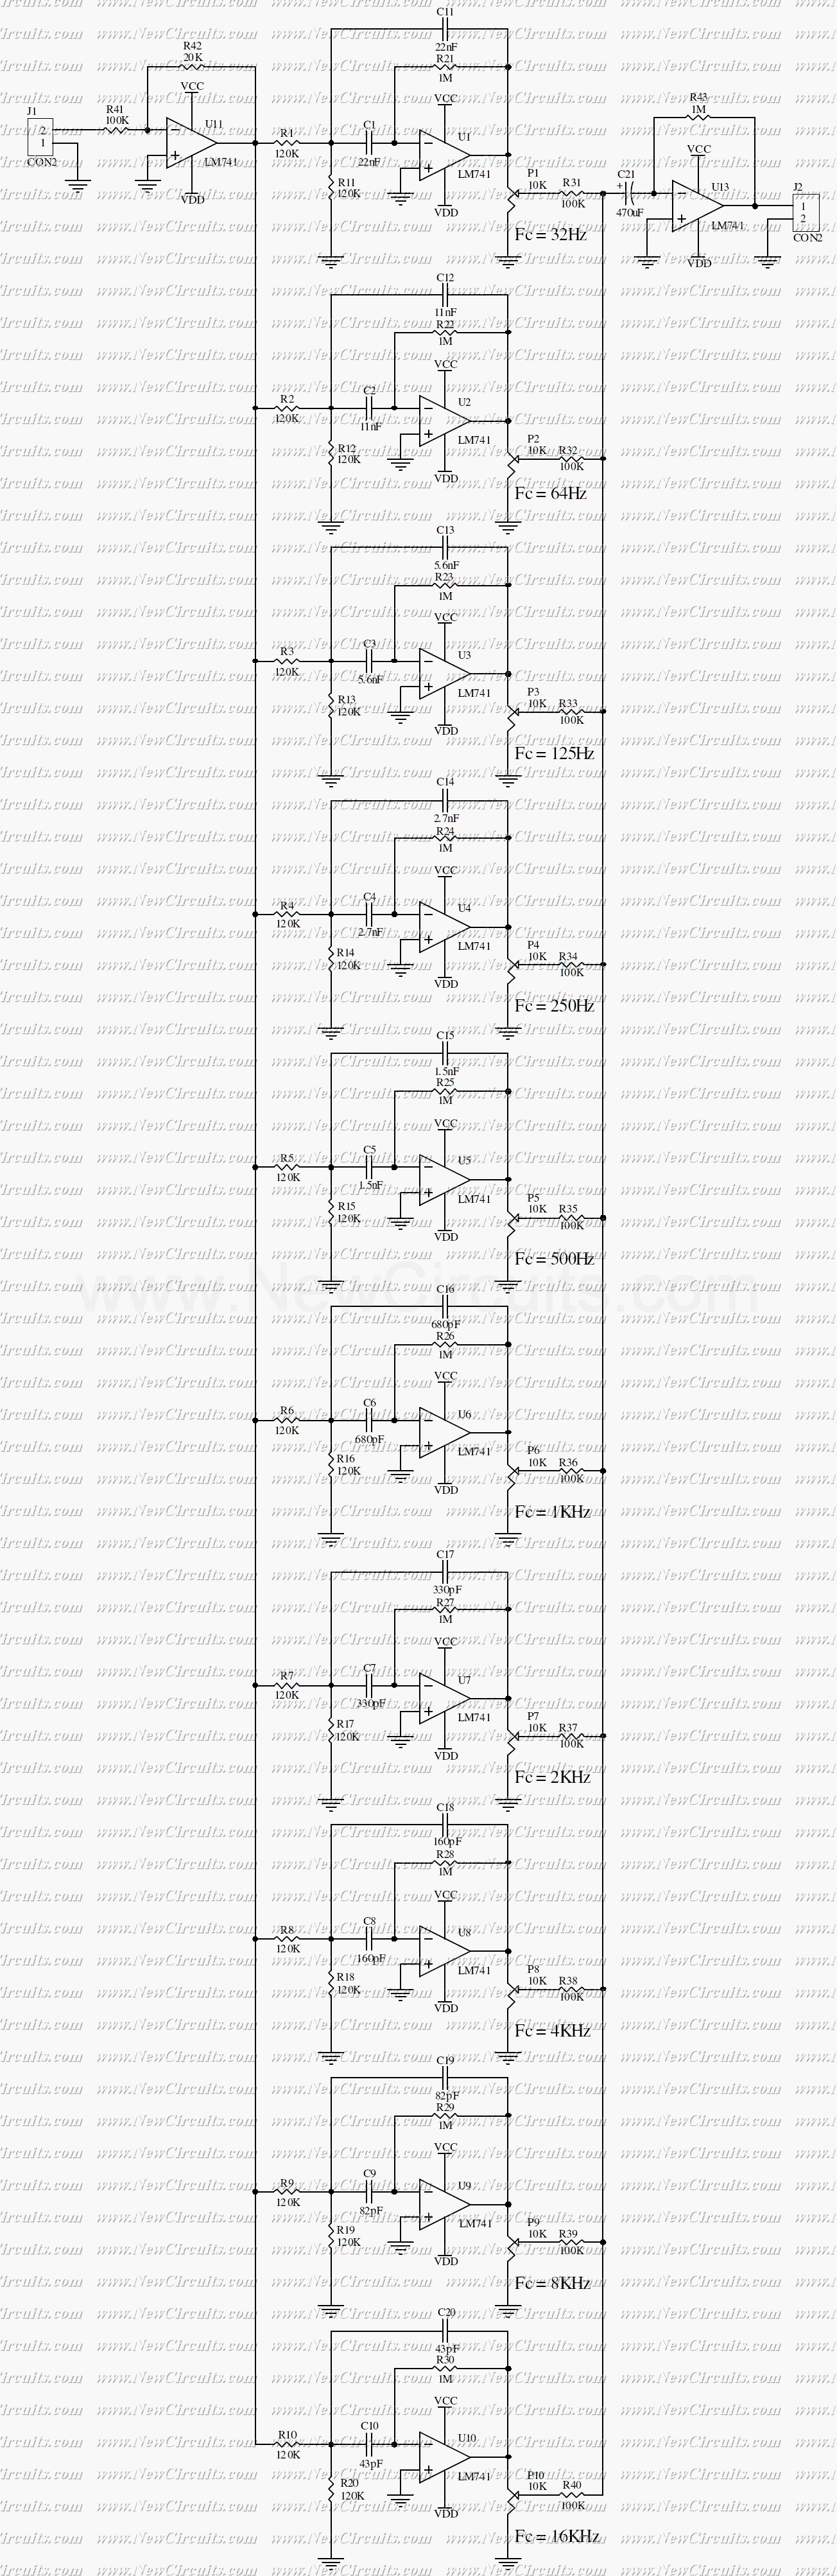 www.NewCircuits.com
C11
22nF
R21
1M
R42
20K
VCC
U11
LM741
VDD
J1
2
1
CON2
R41
100K
R1
120K
C1
22nF
R11
120K
VCC
U1
LM741
VDD
P1
10K
R31
100K
Fc = 32Hz
C21
+
470uF
R43
1M
VCC
U13
LM741
VDD
J2
1
2
CON2
C12
11nF
R22
1M
VCC
R2
120K
C2
11nF
U2
LM741
R12
120K
VDD
P2
10K
R32
100K
Fc = 64Hz
C13
5.6nF
R23
1M
VCC
R3
120K
C3
5.6nF
U3
LM741
R13
120K
VDD
P3
10K
R33
100K
Fc = 125Hz
C14
2.7nF
R24
1M
VCC
R4
120K
C4
2.7nF
U4
LM741
R14
120K
VDD
P4
10K
R34
100K
Fc = 250Hz
C15
1.5nF
R25
1M
VCC
R5
120K
C5
1.5nF
U5
LM741
R15
120K
VDD
P5
10K
R35
100K
Fc = 500Hz
www.NewCircuits.com
C16
680pF
R26
1M
VCC
R6
120K
C6
680pF
U6
LM741
R16
120K
VDD
P6
10K
R36
100K
Fc = 1KHz
C17
330pF
R27
1M
VCC
R7
120K
C7
330pF
U7
LM741
R17
120K
VDD
P7
10K
R37
100K
Fc = 2KHz
C18
160pF
R28
1M
VCC
R8
120K
C8
160pF
U8
LM741
R18
120K
VDD
P8
10K
R38
100K
Fc = 4KHz
C19
82pF
R29
1M
VCC
R9
120K
C9
82pF
U9
LM741
R19
120K
VDD
P9
10K
R39
100K
Fc = 8KHz
C20
43pF
R30
1M
VCC
R10
120K
C10
43pF
U10
LM741
R20
120K
VDD
P10
10K
R40
100K
Fc = 16KHz